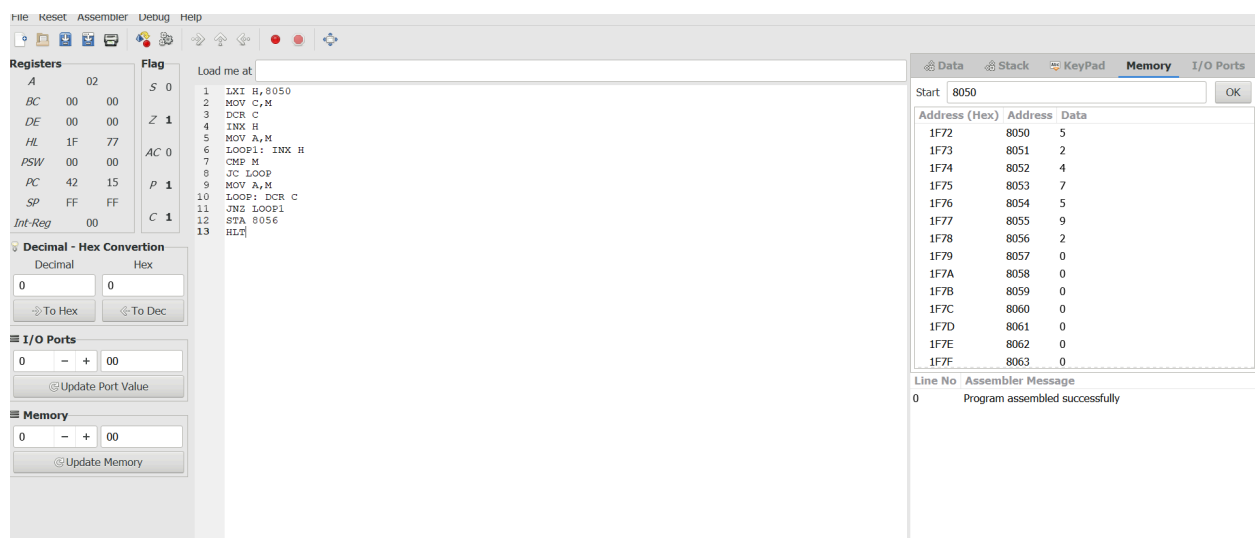 File Reset Assembler Debug Help
Registers
A 02
BC 00 00
DE 00 00
HL 1F 77
PSW 00 00
PC 42 15
SP FF FF
Int-Reg 00
Flag
S 0
Z 1
AC 0
P 1
C 1
Decimal - Hex Convertion
Decimal Hex
0 0
To Hex To Dec
I/O Ports
0 − + 00
Update Port Value
Memory
0 − + 00
Update Memory
Load me at
1 LXI H,8050
2 MOV C,M
3 DCR C
4 INX H
5 MOV A,M
6 LOOP1: INX H
7 CMP M
8 JC LOOP
9 MOV A,M
10 LOOP: DCR C
11 JNZ LOOP1
12 STA 8056
13 HLT
Data Stack KeyPad Memory I/O Ports
Start 8050 OK
Address (Hex) Address Data
1F72 8050 5
1F73 8051 2
1F74 8052 4
1F75 8053 7
1F76 8054 5
1F77 8055 9
1F78 8056 2
1F79 8057 0
1F7A 8058 0
1F7B 8059 0
1F7C 8060 0
1F7D 8061 0
1F7E 8062 0
1F7F 8063 0
Line No Assembler Message
0 Program assembled successfully